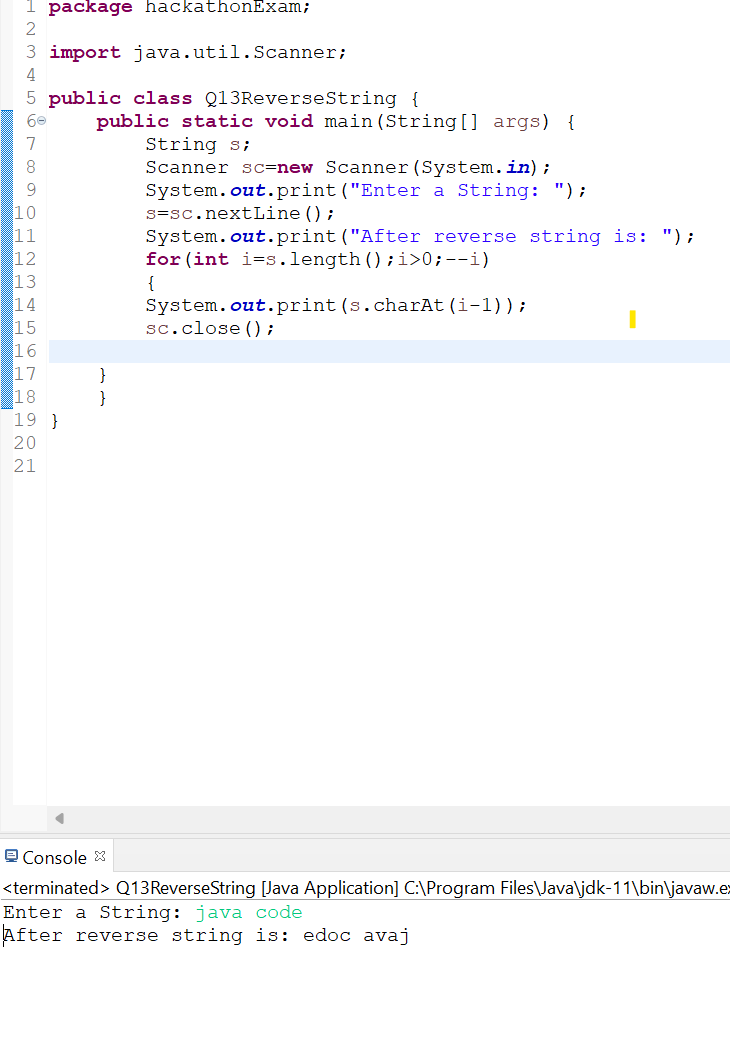 1 package hackathonExam;
2
3 import java.util.Scanner;
4
5 public class Q13ReverseString {
6 public static void main(String[] args) {
7 String s;
8 Scanner sc=new Scanner(System.in);
9 System.out.print("Enter a String: ");
10 s=sc.nextLine();
11 System.out.print("After reverse string is: ");
12 for(int i=s.length();i>0;--i)
13 {
14 System.out.print(s.charAt(i-1));
15 sc.close();
16
17 }
18 }
19 }
20
21
Console
<terminated> Q13ReverseString [Java Application] C:\Program Files\Java\jdk-11\bin\javaw.ex
Enter a String: java code
After reverse string is: edoc avaj